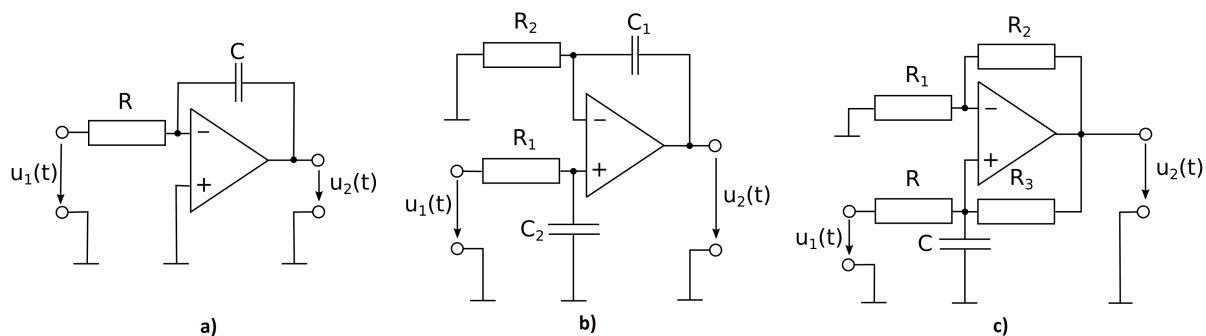 R
C
−
+
u₁(t)
u₂(t)
a)
R₂
C₁
−
R₁
+
u₁(t)
C₂
u₂(t)
b)
R₂
R₁
−
+
R
R₃
u₁(t)
C
u₂(t)
c)